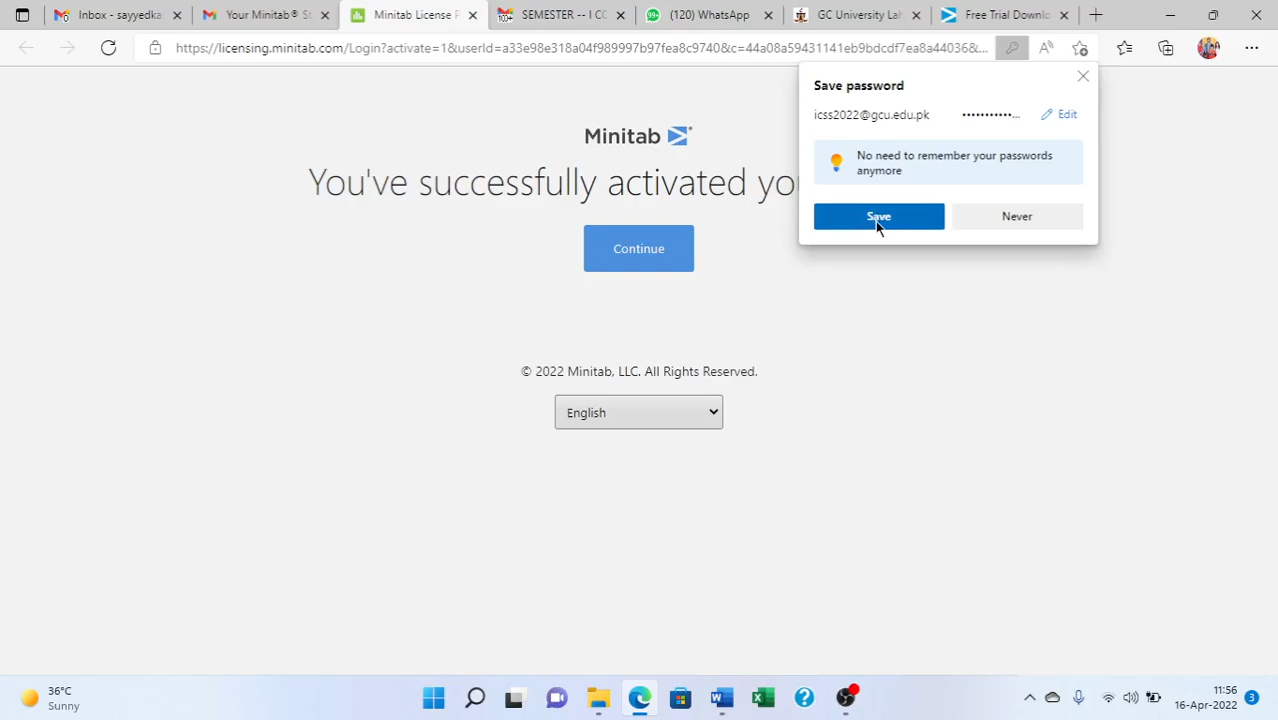 Inbox - sayyedka
Your Minitab® St
Minitab License P
SEMESTER -- I CC
(120) WhatsApp
GC University Lah
Free Trial Downlo
https://licensing.minitab.com/Login?activate=1&userId=a33e98e318a04f989997b97fea8c9740&c=44a08a59431141eb9bdcdf7ea8a44036&...
Save password
icss2022@gcu.edu.pk
•••••••••••...
Edit
No need to remember your passwords
anymore
Save
Never
Minitab
You've successfully activated yo
Continue
© 2022 Minitab, LLC. All Rights Reserved.
English
36°C
Sunny
11:56
16-Apr-2022
3